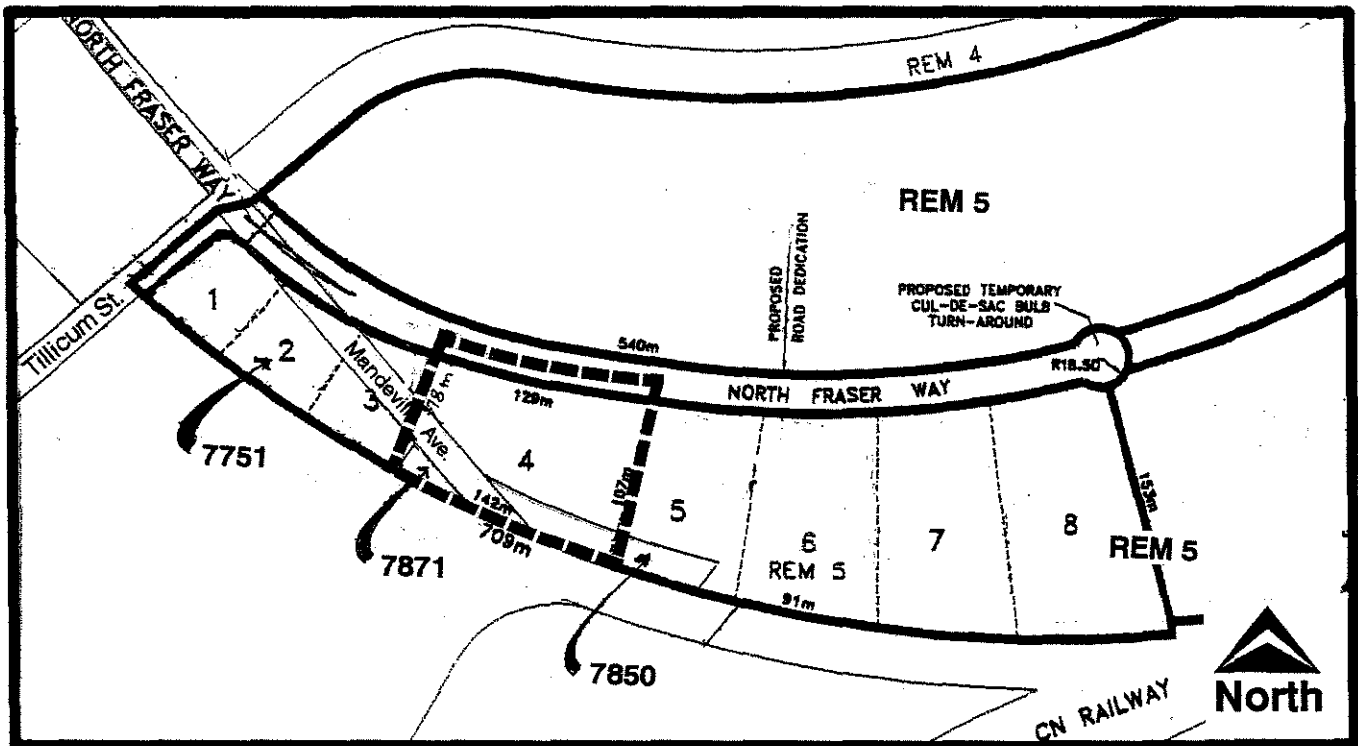 NORTH FRASER WAY
REM 4
REM 5
PROPOSED
ROAD DEDICATION
PROPOSED TEMPORARY
CUL-DE-SAC BULB
TURN-AROUND
R18.50
Tillicum St.
1
2
3
Mandeville Ave.
78m
540m
129m
NORTH FRASER WAY
4
107m
142m
709m
5
6
REM 5
91m
7
8
153m
REM 5
7751
7871
7850
CN RAILWAY
North